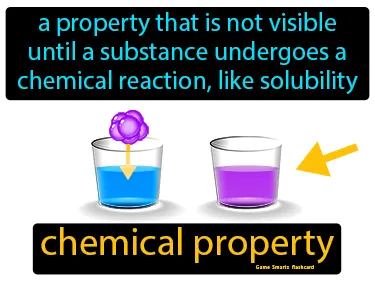 a property that is not visible
until a substance undergoes a
chemical reaction, like solubility
chemical property
Game Smartz flashcard